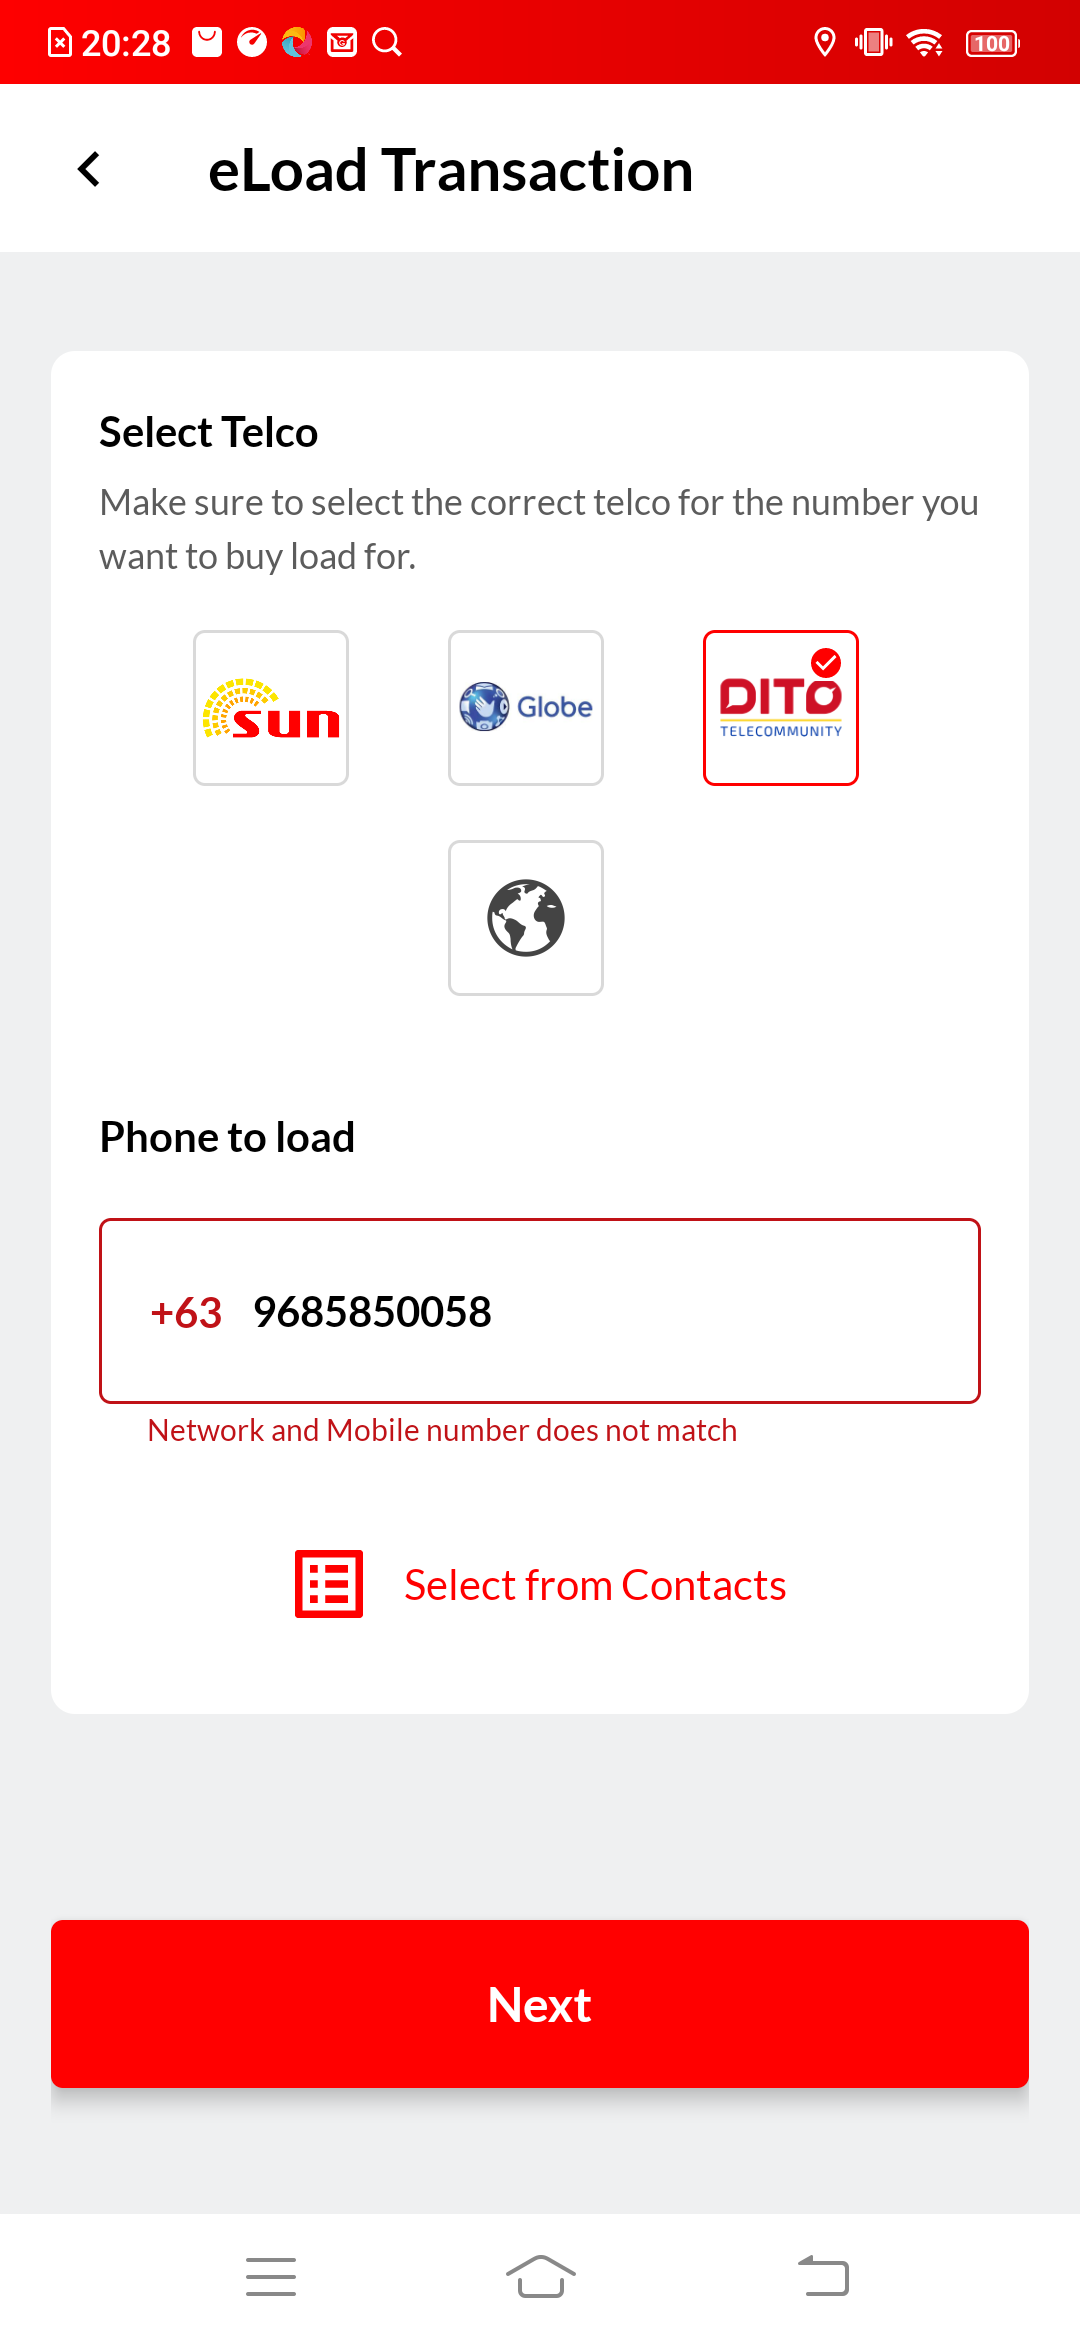 20:28
100
eLoad Transaction
Select Telco
Make sure to select the correct telco for the number you
want to buy load for.
sun
Globe
DITO
TELECOMMUNITY
Phone to load
+63 9685850058
Network and Mobile number does not match
Select from Contacts
Next